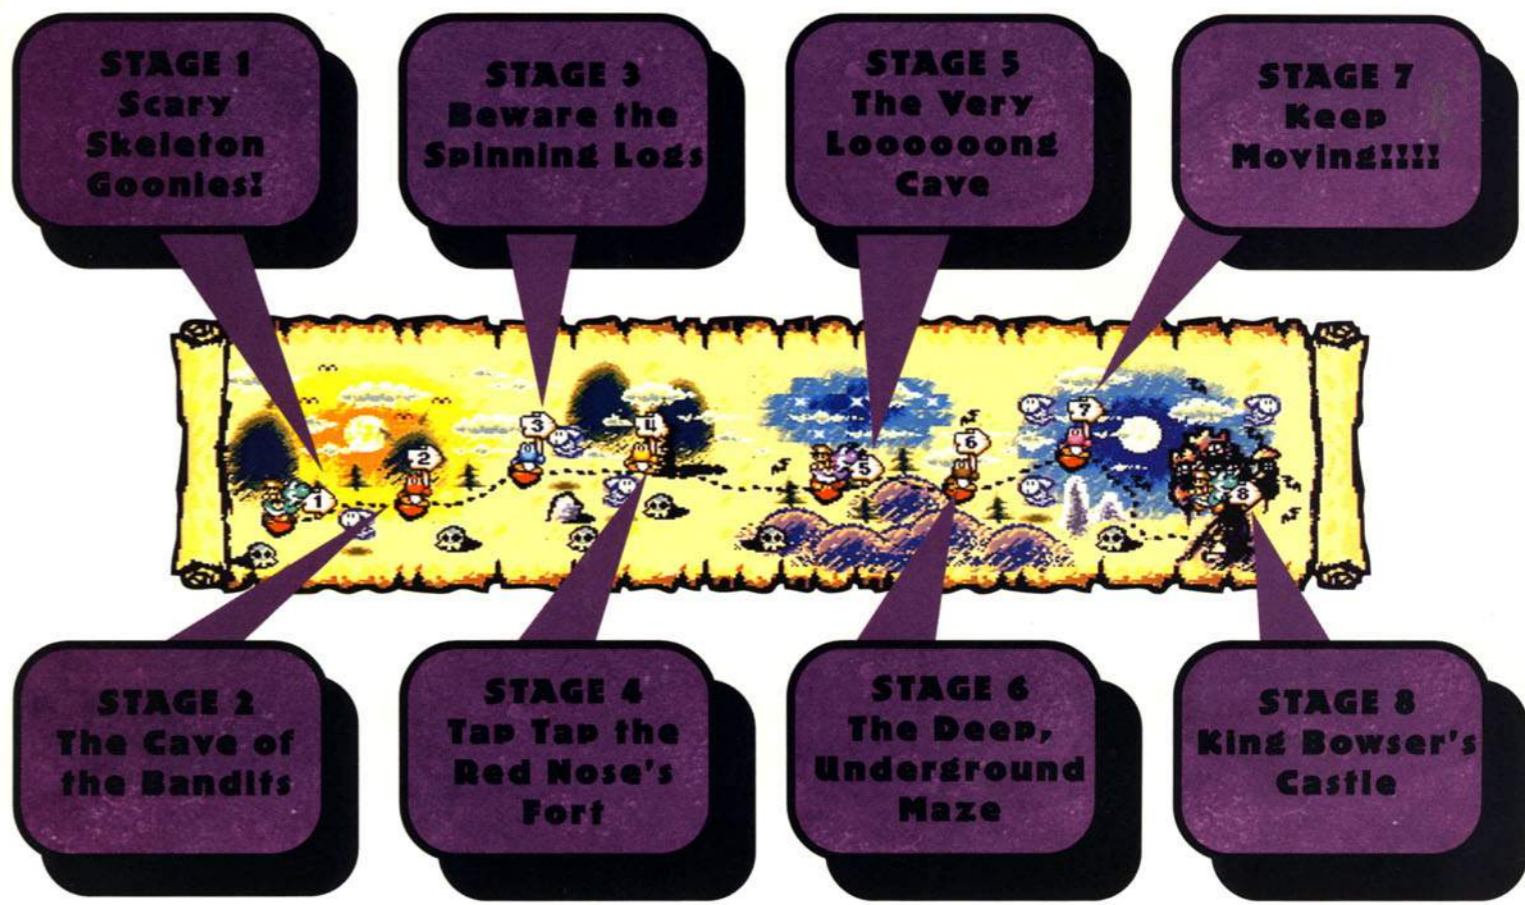 STAGE 1
Scary
Skeleton
Goonies!
STAGE 3
Beware the
Spinning Logs
STAGE 5
The Very
Loooooong
Cave
STAGE 7
Keep
Moving!!!!
1
2
3
4
5
6
7
8
STAGE 2
The Cave of
the Bandits
STAGE 4
Tap Tap the
Red Nose's
Fort
STAGE 6
The Deep,
Underground
Maze
STAGE 8
King Bowser's
Castle